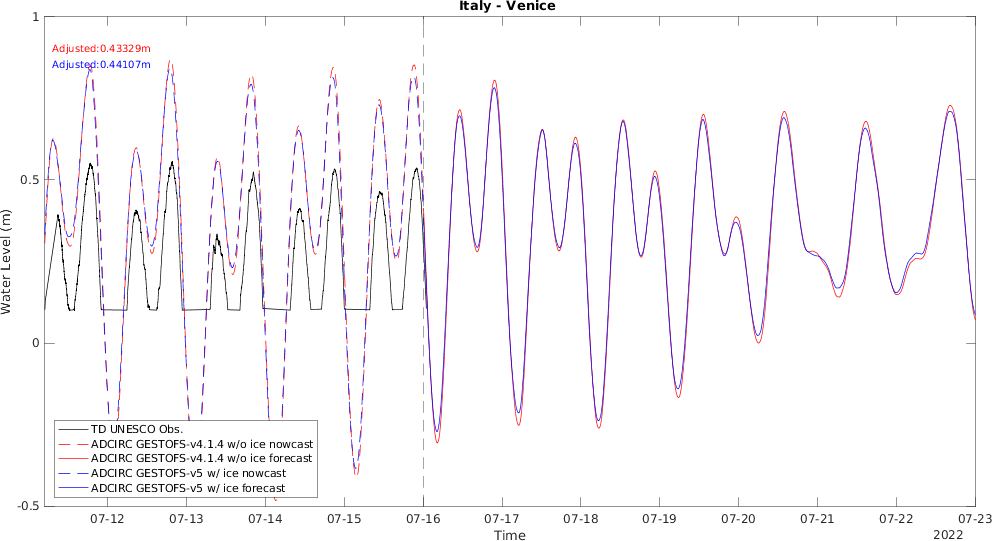 Italy - Venice
Adjusted:0.43329m
Adjusted:0.44107m
Water Level (m)
1
0.5
0
-0.5
TD UNESCO Obs.
ADCIRC GESTOFS-v4.1.4 w/o ice nowcast
ADCIRC GESTOFS-v4.1.4 w/o ice forecast
ADCIRC GESTOFS-v5 w/ ice nowcast
ADCIRC GESTOFS-v5 w/ ice forecast
07-12 07-13 07-14 07-15 07-16 07-17 07-18 07-19 07-20 07-21 07-22 07-23
Time
2022